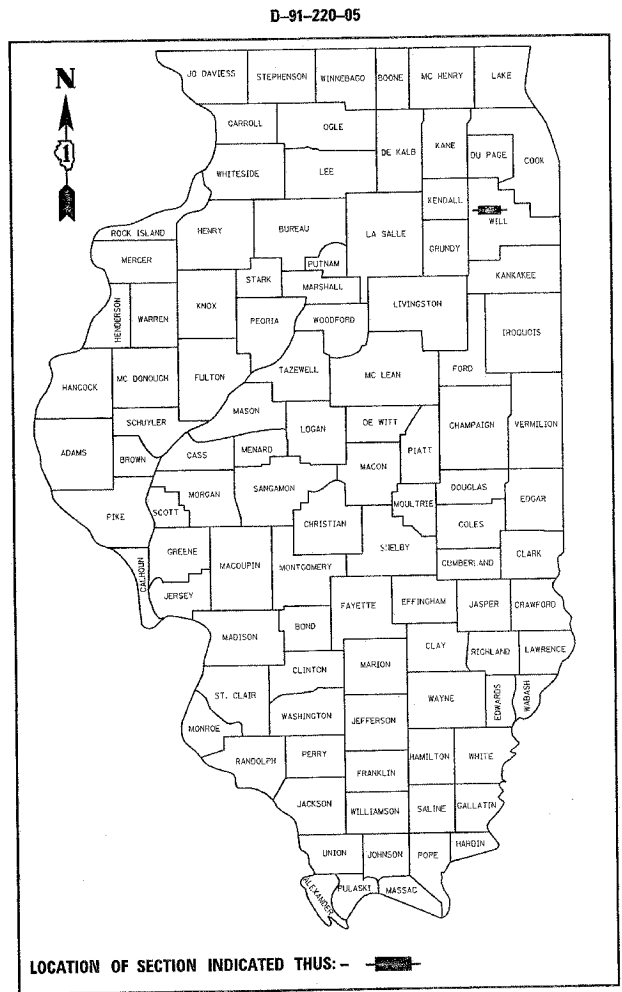 D-91-220-05
JO DAVIESS STEPHENSON WINNEBAGO BOONE MC HENRY LAKE
N
CARROLL OGLE
DE KALB KANE DU PAGE COOK
1
WHITESIDE LEE
KENDALL
ROCK ISLAND HENRY BUREAU LA SALLE WILL
GRUNDY
MERCER PUTNAM
STARK MARSHALL KANKAKEE
HENDERSON WARREN KNOX PEORIA WOODFORD LIVINGSTON IROQUOIS
HANCOCK MC DONOUGH FULTON TAZEWELL MC LEAN FORD
MASON
SCHUYLER LOGAN DE WITT CHAMPAIGN VERMILION
ADAMS BROWN CASS MENARD PIATT
MACON
MORGAN SANGAMON DOUGLAS EDGAR
PIKE SCOTT CHRISTIAN MOULTRIE COLES
GREENE SHELBY CLARK
CALHOUN MACOUPIN MONTGOMERY CUMBERLAND
JERSEY FAYETTE EFFINGHAM JASPER CRAWFORD
MADISON BOND
CLAY RICHLAND LAWRENCE
CLINTON MARION
ST. CLAIR WAYNE EDWARDS WABASH
MONROE WASHINGTON JEFFERSON
RANDOLPH PERRY HAMILTON WHITE
FRANKLIN
JACKSON WILLIAMSON SALINE GALLATIN
UNION JOHNSON POPE HARDIN
ALEXANDER PULASKI MASSAC
LOCATION OF SECTION INDICATED THUS: -